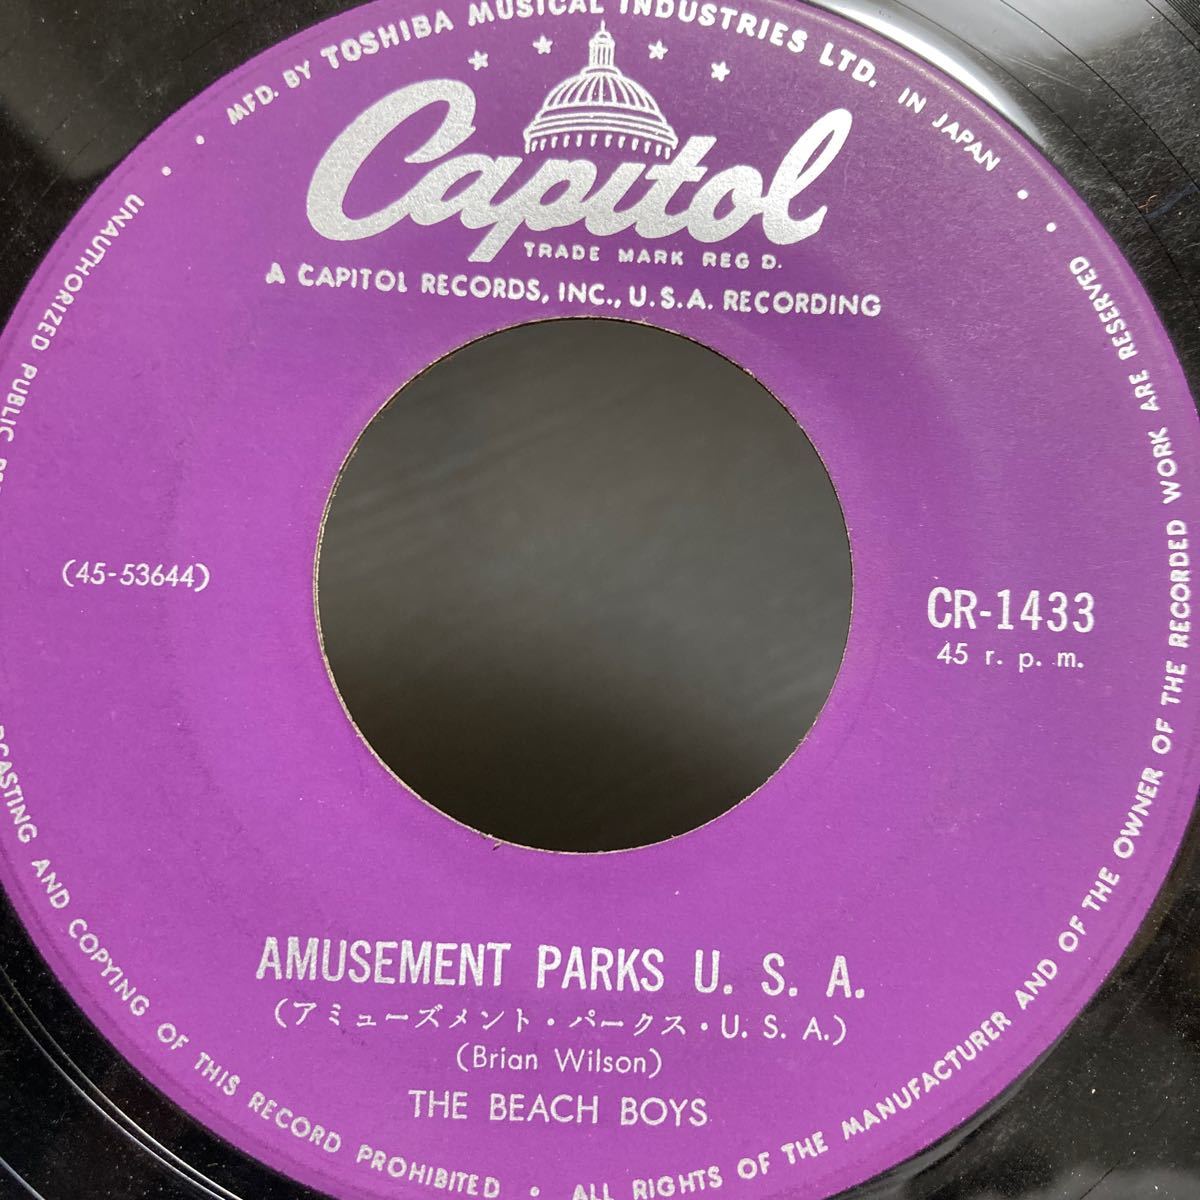 MFD. BY TOSHIBA MUSICAL INDUSTRIES LTD. IN JAPAN
Capitol
TRADE MARK REG D.
A CAPITOL RECORDS, INC., U.S.A. RECORDING
(45-53644)
CR-1433
45 r. p. m.
AMUSEMENT PARKS U. S. A.
(アミューズメント・パークス・U. S. A.)
(Brian Wilson)
THE BEACH BOYS
UNAUTHORIZED PUBLIC
AND COPYING OF THIS RECORD PROHIBITED • ALL RIGHTS OF THE MANUFACTURER AND OF THE OWNER OF THE RECORDED WORK ARE RESERVED